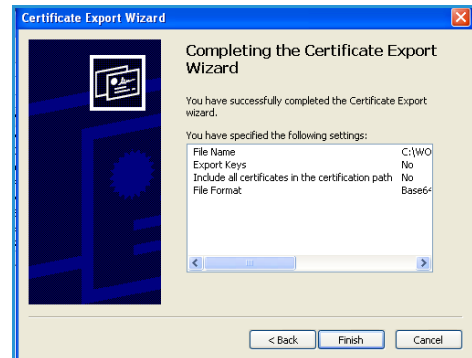 Certificate Export Wizard
Completing the Certificate Export
Wizard
You have successfully completed the Certificate Export
wizard.
You have specified the following settings:
File Name C:\WO
Export Keys No
Include all certificates in the certification path No
File Format Base64
< Back Finish Cancel